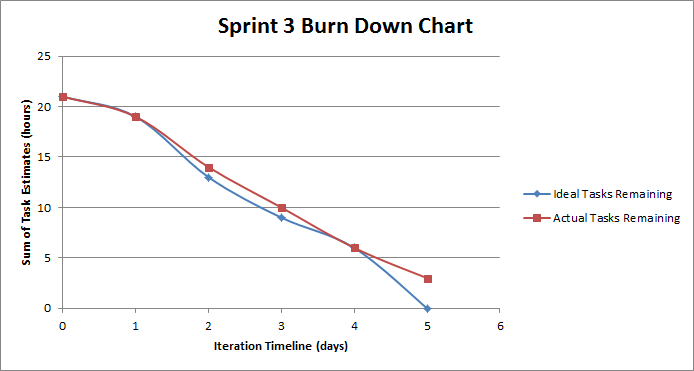 Sprint 3 Burn Down Chart
Sum of Task Estimates (hours)
25
20
15
10
5
0
0 1 2 3 4 5 6
Iteration Timeline (days)
Ideal Tasks Remaining
Actual Tasks Remaining